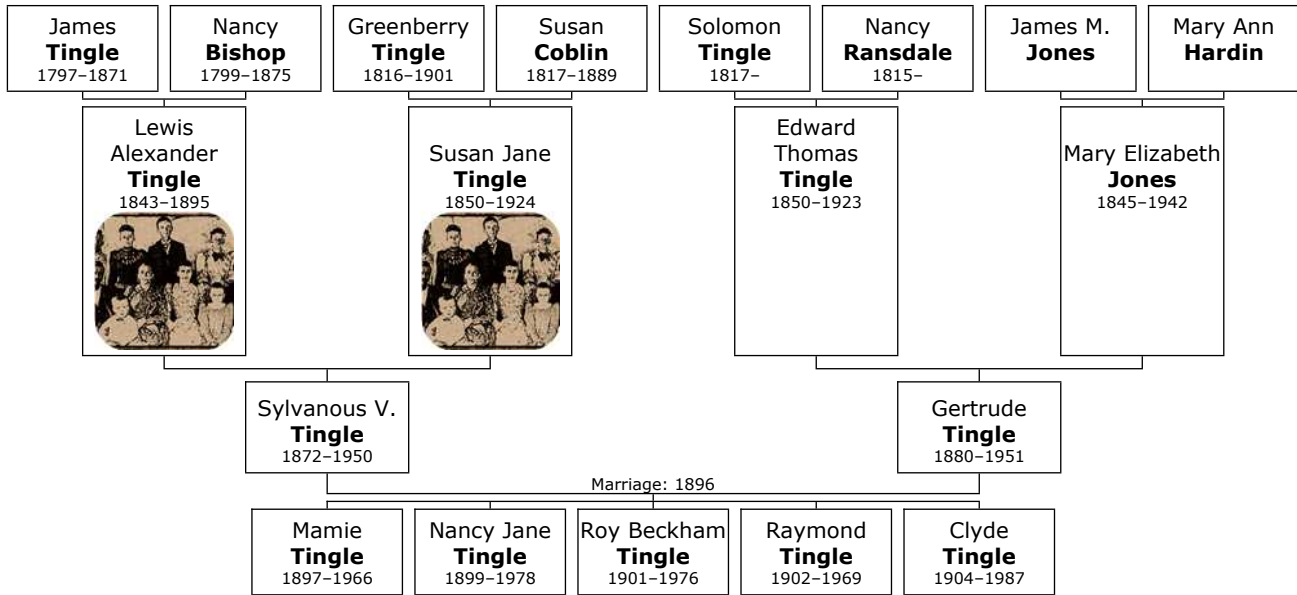 James
Tingle
1797–1871
Nancy
Bishop
1799–1875
Greenberry
Tingle
1816–1901
Susan
Coblin
1817–1889
Solomon
Tingle
1817–
Nancy
Ransdale
1815–
James M.
Jones
Mary Ann
Hardin
Lewis
Alexander
Tingle
1843–1895
Susan Jane
Tingle
1850–1924
Edward
Thomas
Tingle
1850–1923
Mary Elizabeth
Jones
1845–1942
Sylvanous V.
Tingle
1872–1950
Gertrude
Tingle
1880–1951
Marriage: 1896
Mamie
Tingle
1897–1966
Nancy Jane
Tingle
1899–1978
Roy Beckham
Tingle
1901–1976
Raymond
Tingle
1902–1969
Clyde
Tingle
1904–1987